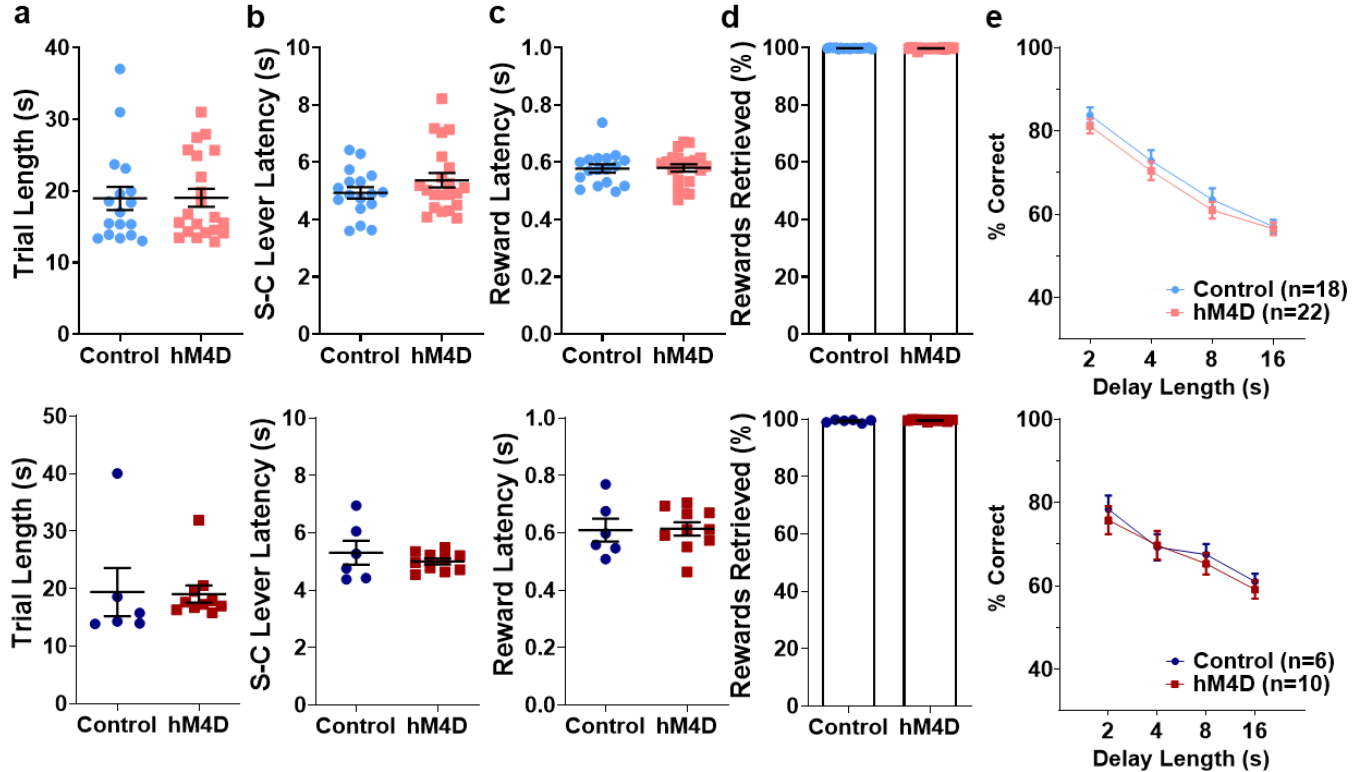 a
Trial Length (s)
40
30
20
10
0
Control hM4D
b
S-C Lever Latency (s)
10
8
6
4
2
0
Control hM4D
c
Reward Latency (s)
1.0
0.8
0.6
0.4
0.2
0.0
Control hM4D
d
Rewards Retrieved (%)
100
80
60
40
20
0
Control hM4D
e
% Correct
100
80
60
40
Control (n=18)
hM4D (n=22)
2 4 8 16
Delay Length (s)
Trial Length (s)
50
40
30
20
10
0
Control hM4D
S-C Lever Latency (s)
10
8
6
4
2
0
Control hM4D
Reward Latency (s)
1.0
0.8
0.6
0.4
0.2
0.0
Control hM4D
Rewards Retrieved (%)
100
80
60
40
20
0
Control hM4D
% Correct
100
80
60
40
Control (n=6)
hM4D (n=10)
2 4 8 16
Delay Length (s)